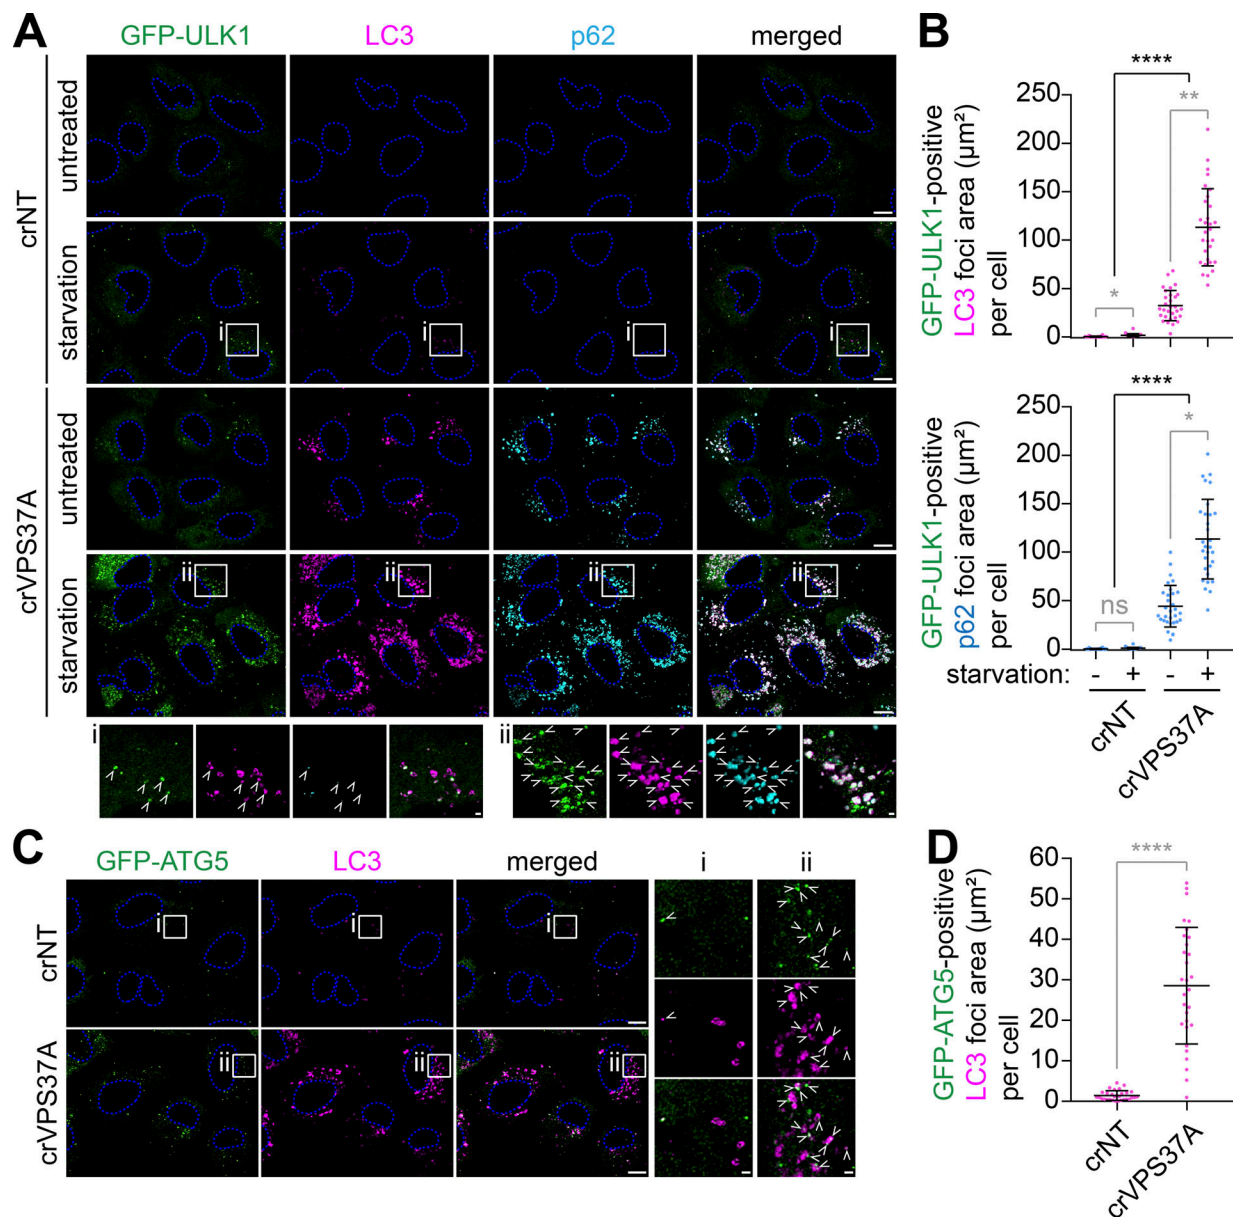 A
GFP-ULK1 LC3 p62 merged
crNT
untreated
starvation
i i i i
crVPS37A
untreated
starvation
ii ii ii ii
i ii
B
****
**
*
250
200
150
100
50
0
GFP-ULK1-positive
LC3 foci area (µm²)
per cell
****
*
ns
250
200
150
100
50
0
GFP-ULK1-positive
p62 foci area (µm²)
per cell
starvation: - + - +
crNT
crVPS37A
C
GFP-ATG5 LC3 merged i ii
crNT
i i i
crVPS37A
ii ii ii
D
****
60
50
40
30
20
10
0
GFP-ATG5-positive
LC3 foci area (µm²)
per cell
crNT
crVPS37A